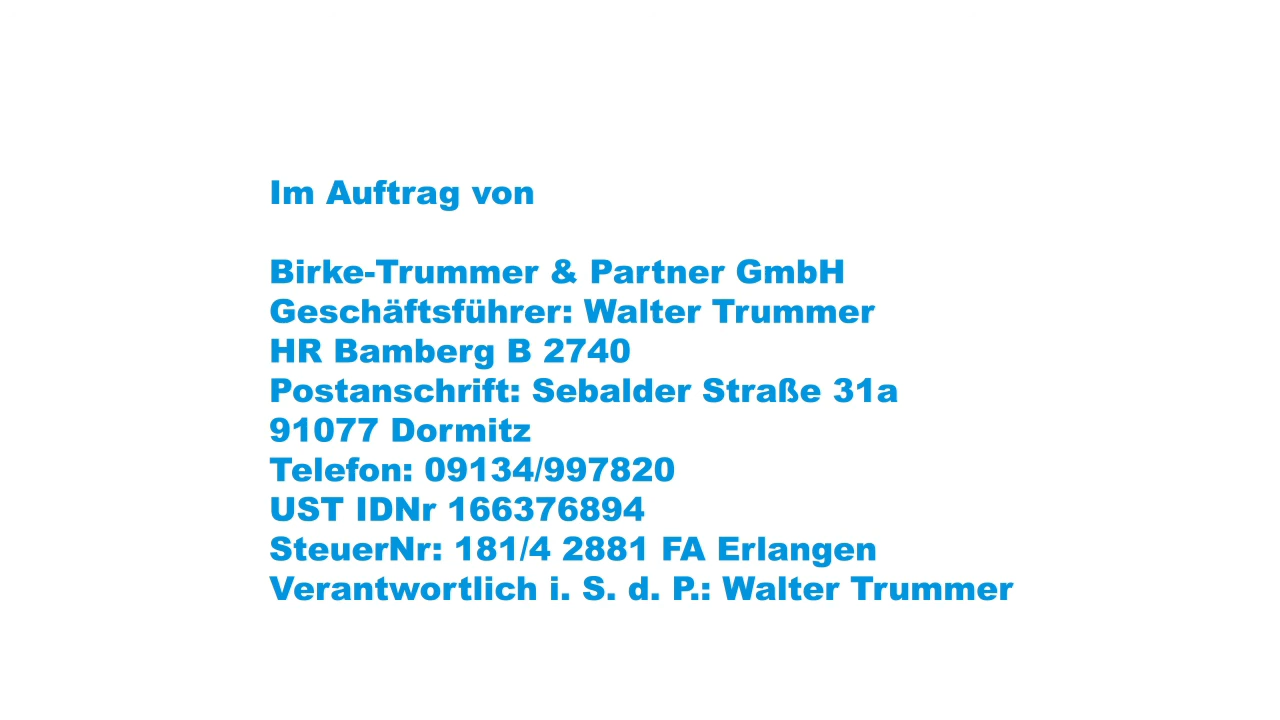 Im Auftrag von
Birke-Trummer & Partner GmbH
Geschäftsführer: Walter Trummer
HR Bamberg B 2740
Postanschrift: Sebalder Straße 31a
91077 Dormitz
Telefon: 09134/997820
UST IDNr 166376894
SteuerNr: 181/4 2881 FA Erlangen
Verantwortlich i. S. d. P.: Walter Trummer